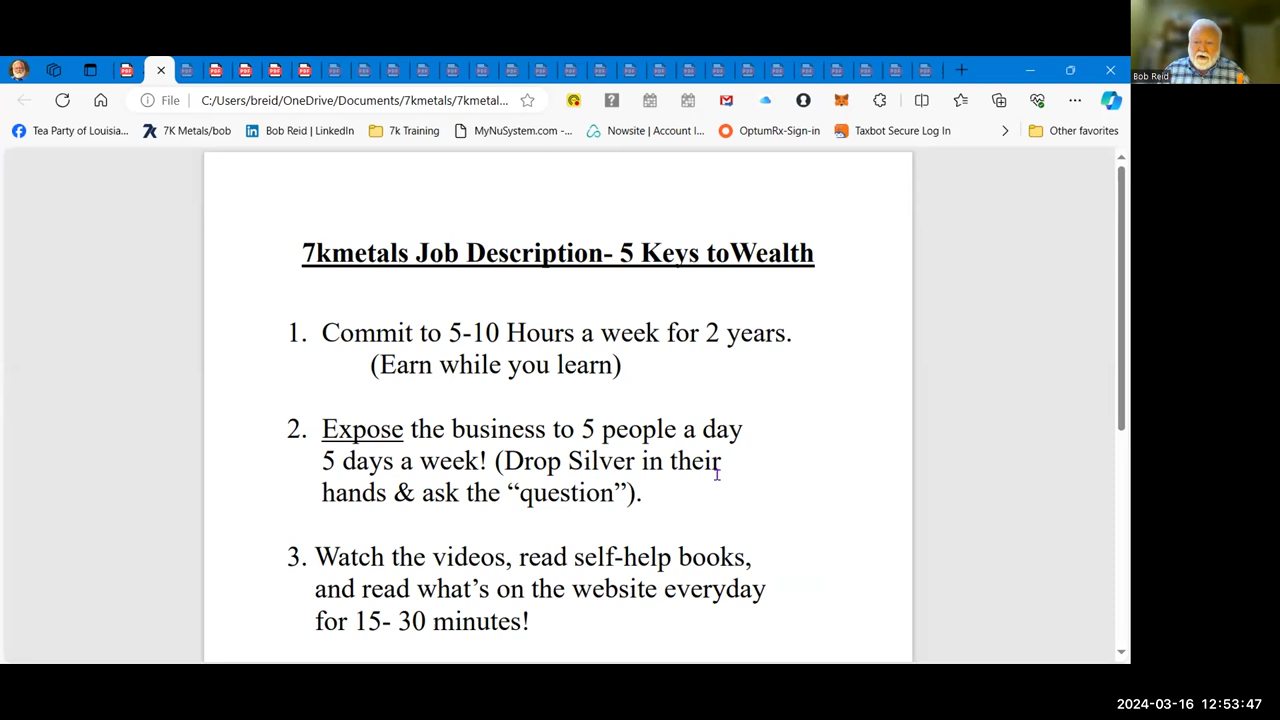 Bob Reid
File
C:/Users/breid/OneDrive/Documents/7kmetals/7kmetal...
Tea Party of Louisia...
7K Metals/bob
Bob Reid | LinkedIn
7k Training
MyNuSystem.com -...
Nowsite | Account I...
OptumRx-Sign-in
Taxbot Secure Log In
Other favorites
7kmetals Job Description- 5 Keys toWealth
1. Commit to 5-10 Hours a week for 2 years.
(Earn while you learn)
2. Expose the business to 5 people a day
5 days a week! (Drop Silver in their
hands & ask the “question”).
3. Watch the videos, read self-help books,
and read what’s on the website everyday
for 15- 30 minutes!
2024-03-16 12:53:47